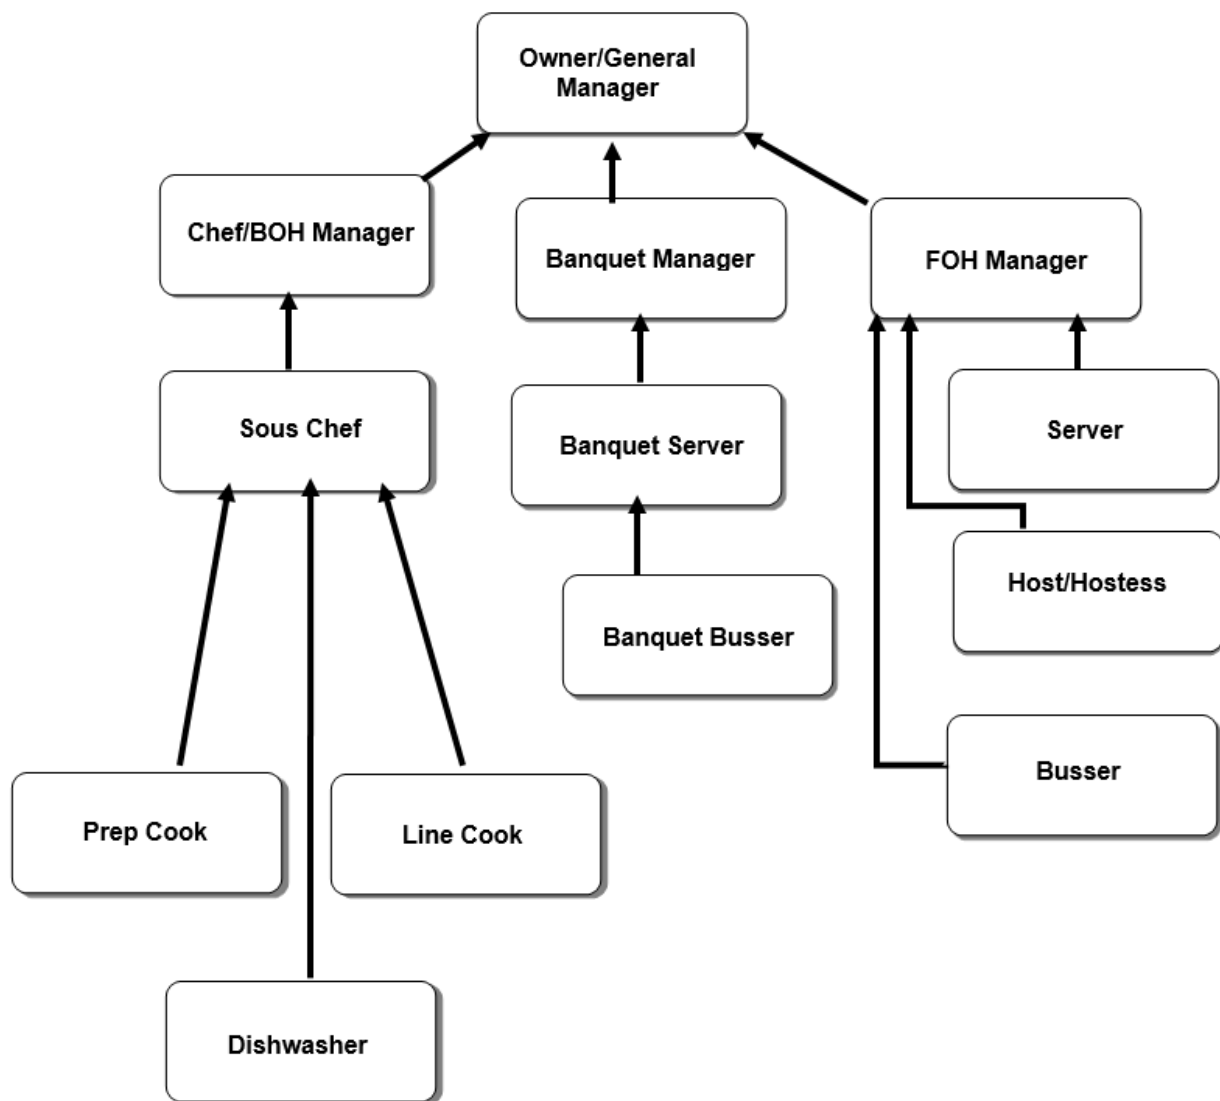 Owner/General
Manager
Chef/BOH Manager
Banquet Manager
FOH Manager
Sous Chef
Banquet Server
Server
Host/Hostess
Banquet Busser
Busser
Prep Cook
Line Cook
Dishwasher